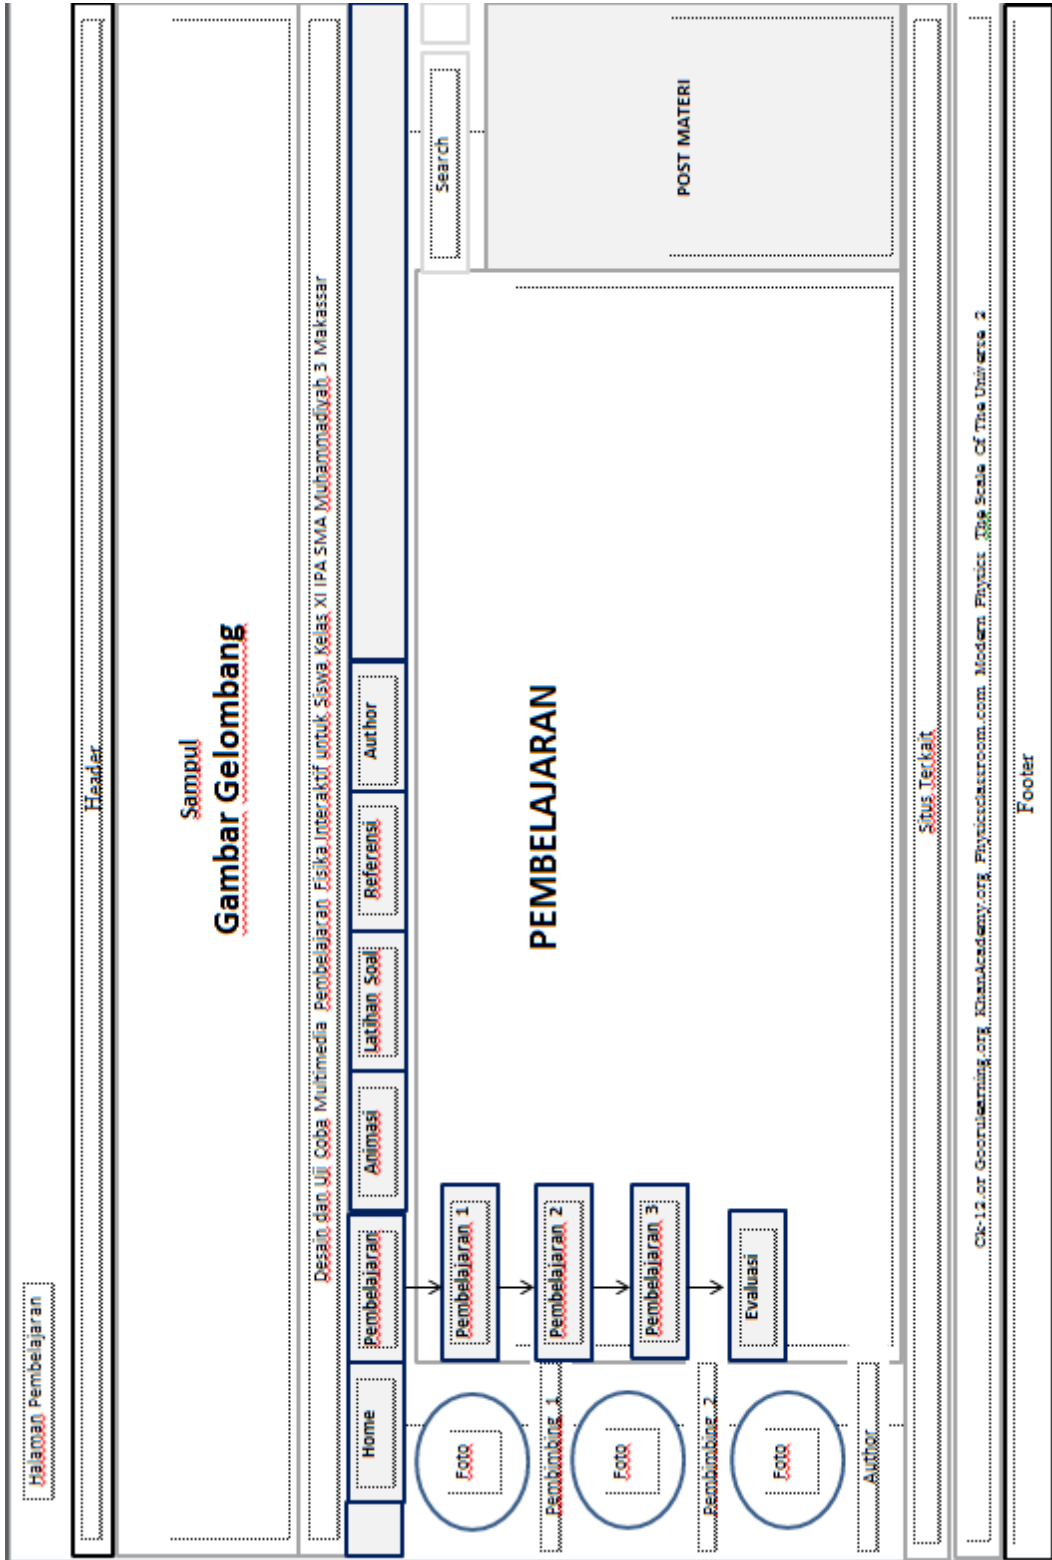 Halaman Pembelajaran
Header
Sampul
Gambar Gelombang
Desain dan Uji Coba Multimedia Pembelajaran Fisika Interaktif untuk Siswa Kelas XI IPA SMA Muhammadiyah 3 Makassar
Home
Pembelajaran
Animasi
Latihan Soal
Referensi
Author
Search
Foto
Pembimbing 1
Foto
Pembimbing 2
Foto
Author
Pembelajaran 1
Pembelajaran 2
Pembelajaran 3
Evaluasi
PEMBELAJARAN
POST MATERI
Situs Terkait
Ck-12.or Goorulearning.org KhanAcademy.org Physicclassroom.com Modern Physics The Scale Of The Universe 2
Footer